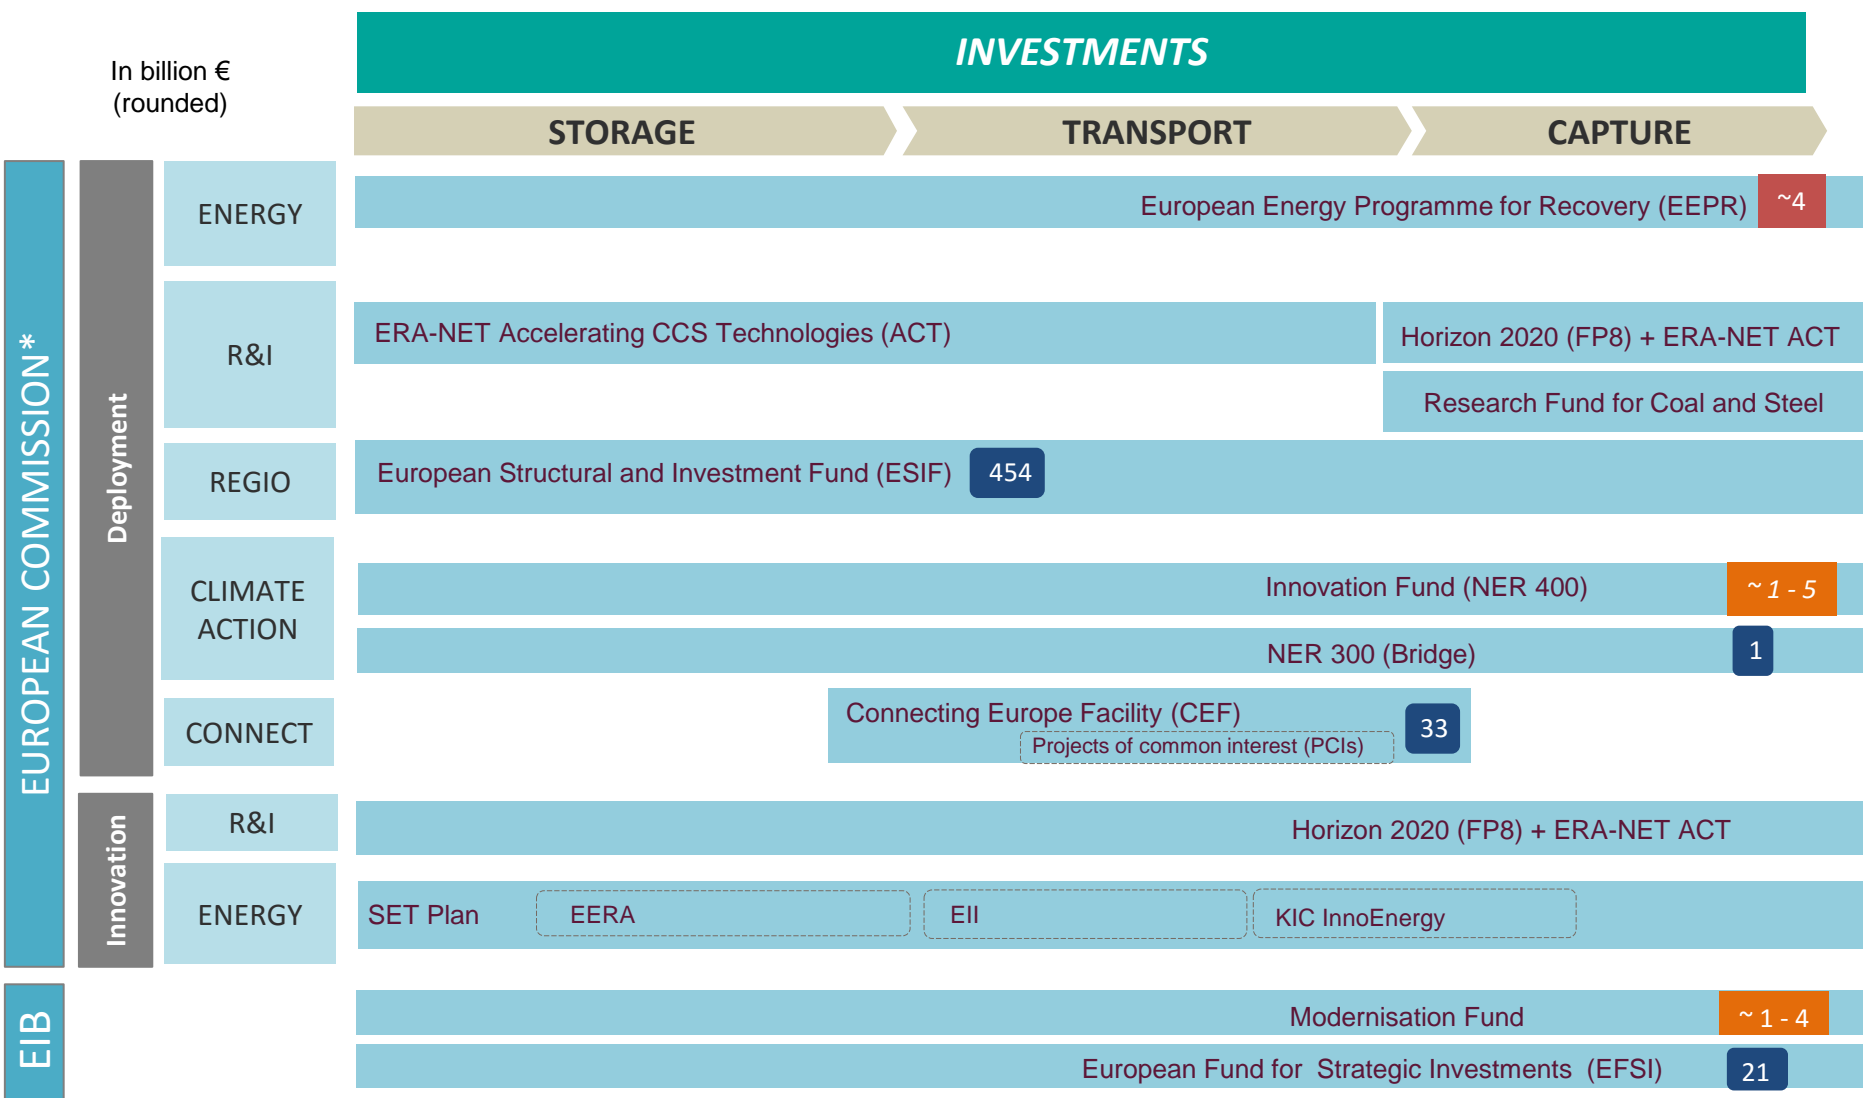 In billion €
(rounded)
INVESTMENTS
STORAGE
TRANSPORT
CAPTURE
EUROPEAN COMMISSION*
Deployment
ENERGY
European Energy Programme for Recovery (EEPR)
~4
R&I
ERA-NET Accelerating CCS Technologies (ACT)
Horizon 2020 (FP8) + ERA-NET ACT
Research Fund for Coal and Steel
REGIO
European Structural and Investment Fund (ESIF)
454
CLIMATE
ACTION
Innovation Fund (NER 400)
~ 1 - 5
NER 300 (Bridge)
1
CONNECT
Connecting Europe Facility (CEF)
Projects of common interest (PCIs)
33
Innovation
R&I
Horizon 2020 (FP8) + ERA-NET ACT
ENERGY
SET Plan
EERA
EII
KIC InnoEnergy
EIB
Modernisation Fund
~ 1 - 4
European Fund for Strategic Investments (EFSI)
21